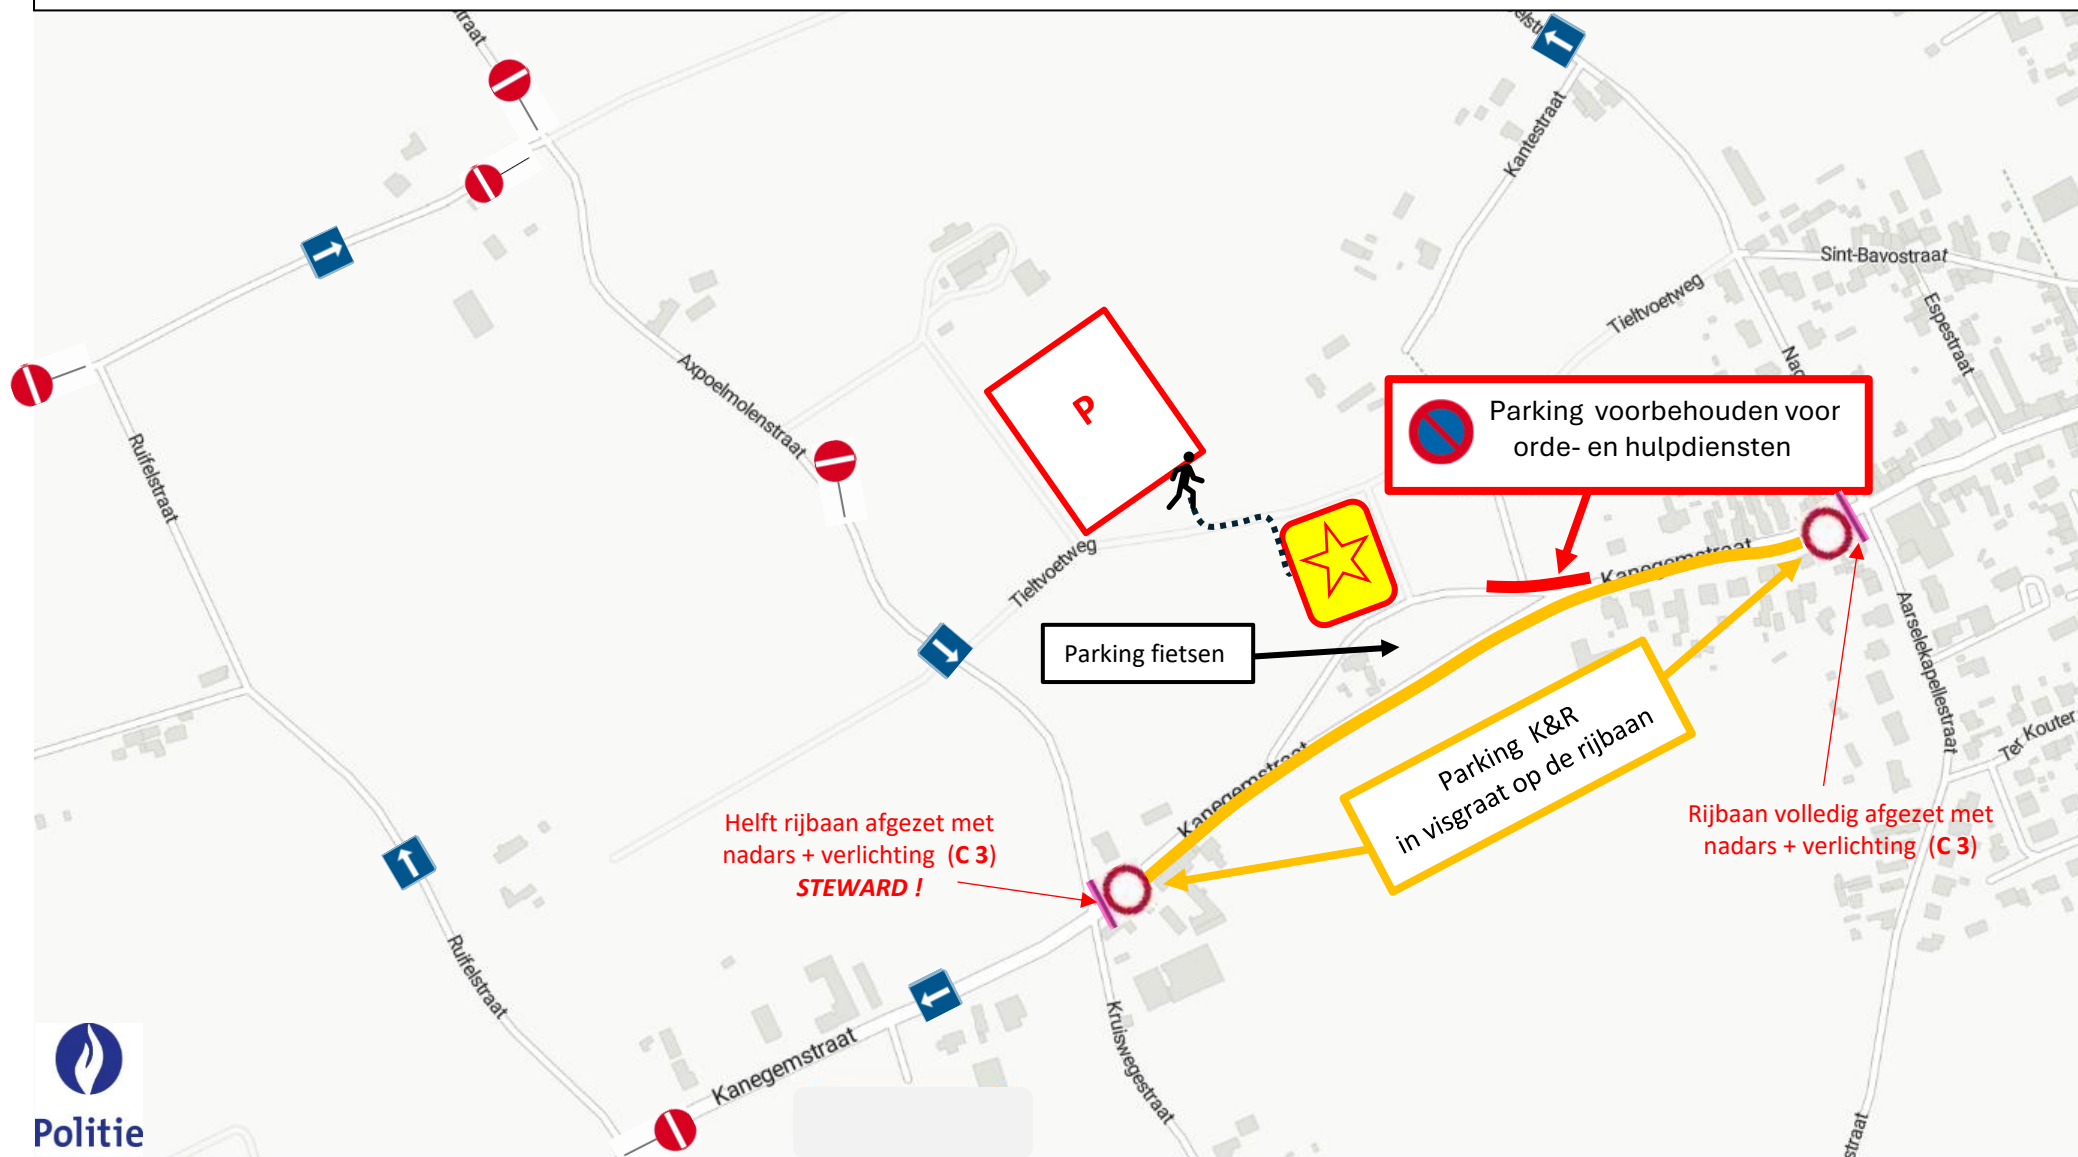 straat
Kantestraat
Sint-Bavostraat
Tieltvoetweg
Espestraat
Axpoelmolenstraat
P
Parking voorbehouden voor
orde- en hulpdiensten
Ruifelstraat
Kanegemstraat
Tieltvoetweg
Parking fietsen
Aarselekapellestraat
Ter Kouter
Parking K&R
in visgraat op de rijbaan
Kanegemstraat
Helft rijbaan afgezet met
nadars + verlichting (C 3)
STEWARD !
Rijbaan volledig afgezet met
nadars + verlichting (C 3)
Ruifelstraat
Kanegemstraat
Kruiswegestraat
Politie
straat